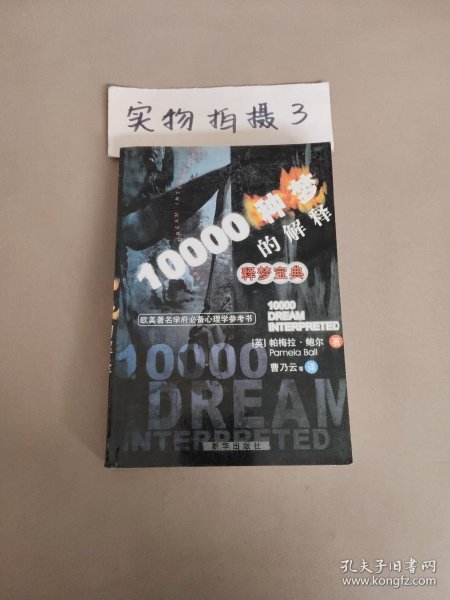 实物拍摄3
DREAM INTE
10000种梦
的解释
释梦宝典
欧美著名学府必备心理学参考书
10000
DREAM
INTERPRETED
[英]帕梅拉·鲍尔 著
Pamela Ball
曹乃云 等 译
10000
DREAM
INTERPRETED
新华出版社
孔夫子旧书网
www.kongfz.com